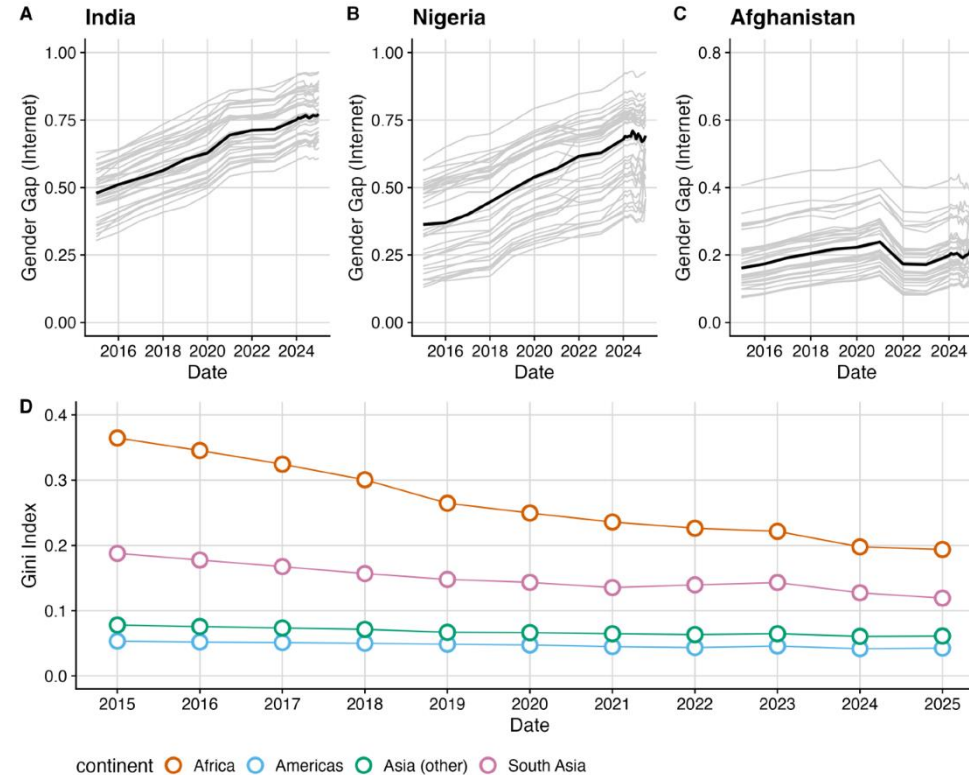 A India
1.00
0.75
0.50
0.25
0.00
Gender Gap (Internet)
2016 2018 2020 2022 2024
Date
B Nigeria
1.00
0.75
0.50
0.25
0.00
Gender Gap (Internet)
2016 2018 2020 2022 2024
Date
C Afghanistan
0.8
0.6
0.4
0.2
0.0
Gender Gap (Internet)
2016 2018 2020 2022 2024
Date
D
0.4
0.3
0.2
0.1
0.0
Gini Index
2015 2016 2017 2018 2019 2020 2021 2022 2023 2024 2025
Date
continent Africa Americas Asia (other) South Asia